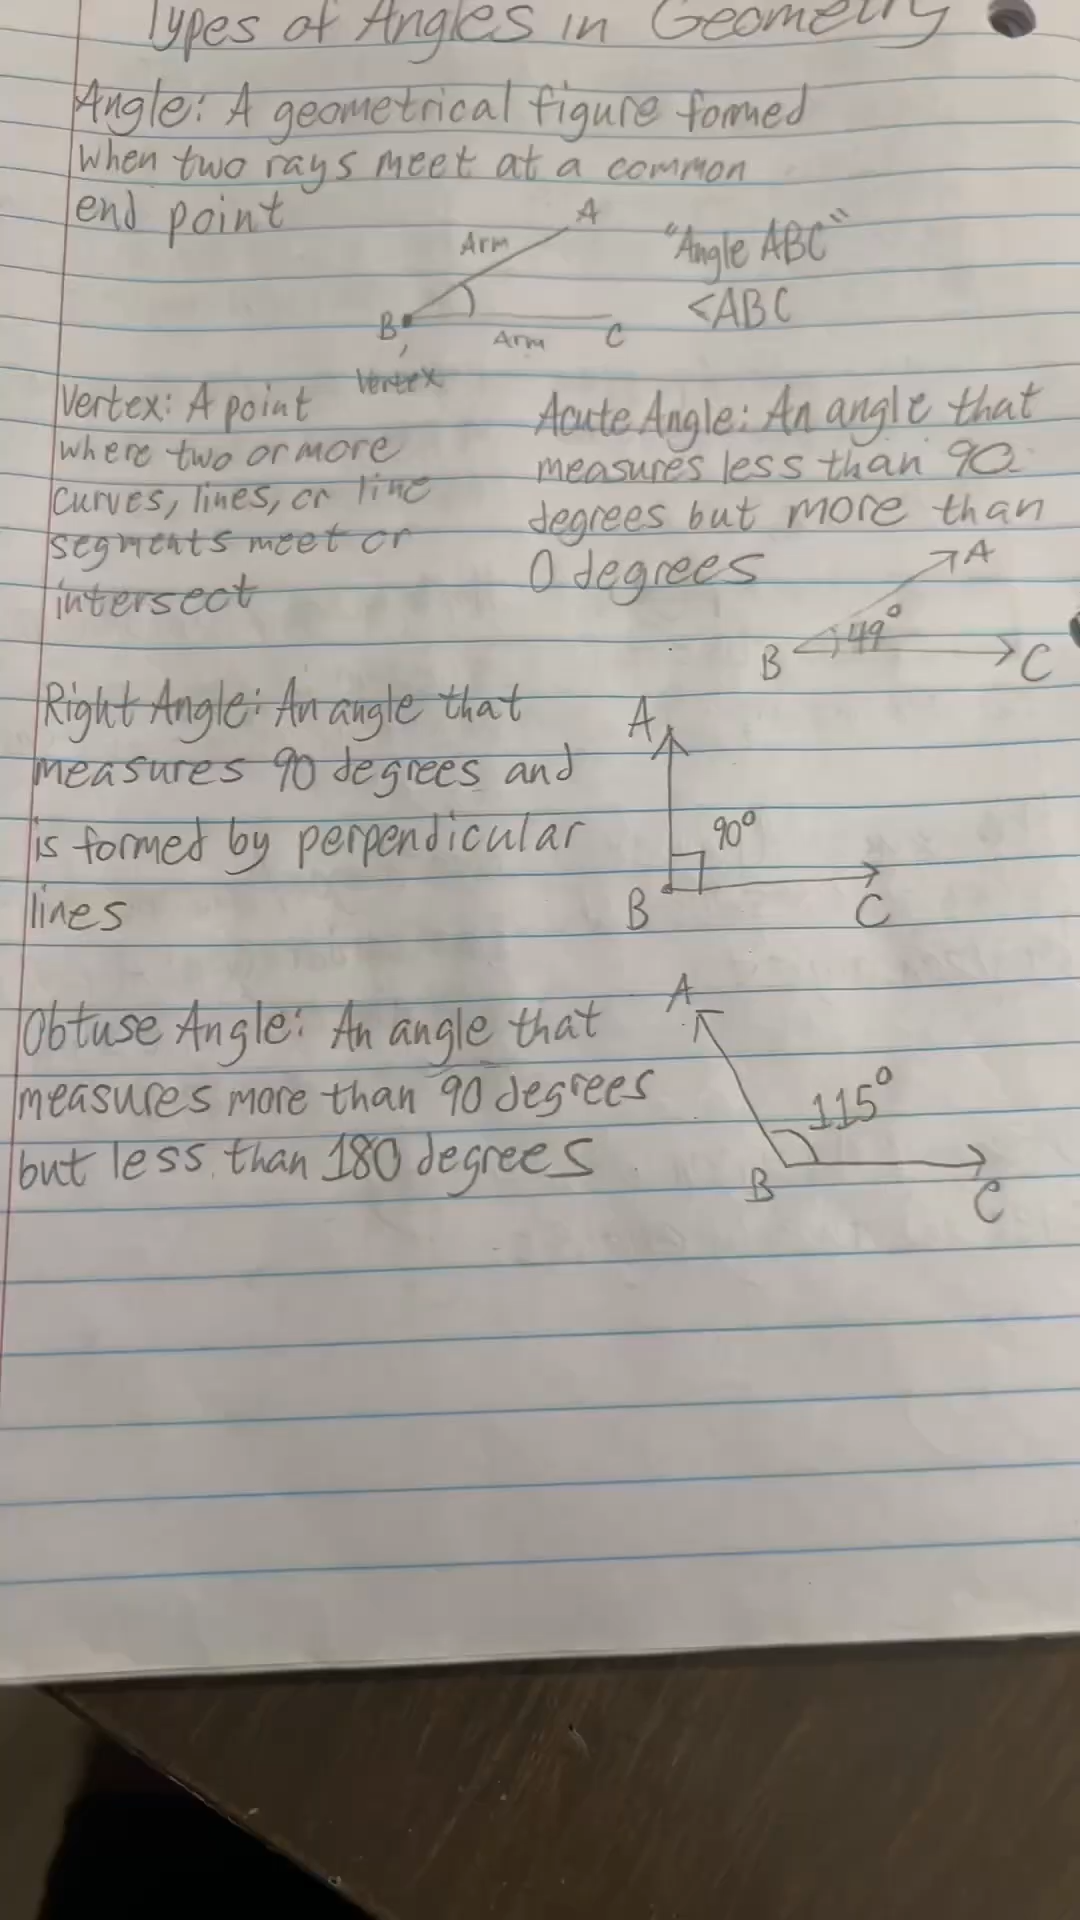 Types of Angles in Geometry
Angle: A geometrical figure formed
when two rays meet at a common
end point
A
Arm
"Angle ABC"
<ABC
B
Arm
C
Vertex
Vertex: A point
where two or more
curves, lines, or line
segments meet or
intersect
Acute Angle: An angle that
measures less than 90
degrees but more than
0 degrees
A
49°
B
C
Right Angle: An angle that
measures 90 degrees and
is formed by perpendicular
lines
A
90°
B
C
Obtuse Angle: An angle that
measures more than 90 degrees
but less than 180 degrees
A
115°
B
C